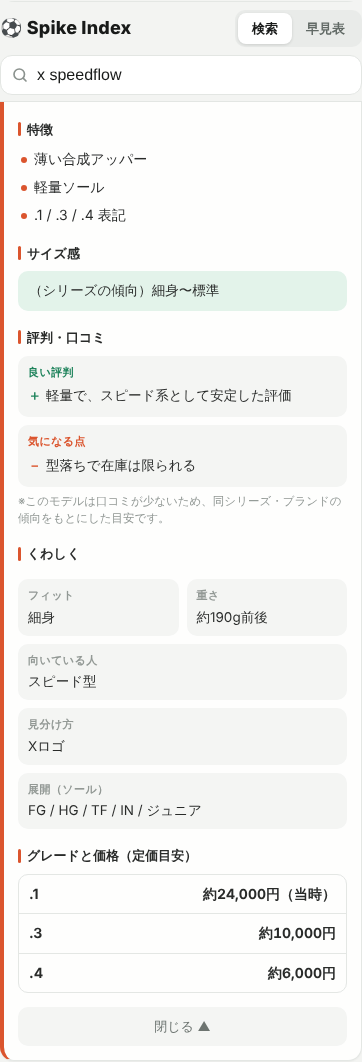 ⚽ Spike Index
検索
早見表
x speedflow
特徴
薄い合成アッパー
軽量ソール
.1 / .3 / .4 表記
サイズ感
（シリーズの傾向）細身〜標準
評判・口コミ
良い評判
+ 軽量で、スピード系として安定した評価
気になる点
− 型落ちで在庫は限られる
※このモデルは口コミが少ないため、同シリーズ・ブランドの
傾向をもとにした目安です。
くわしく
フィット
細身
重さ
約190g前後
向いている人
スピード型
見分け方
Xロゴ
展開（ソール）
FG / HG / TF / IN / ジュニア
グレードと価格（定価目安）
.1 約24,000円（当時）
.3 約10,000円
.4 約6,000円
閉じる ▲